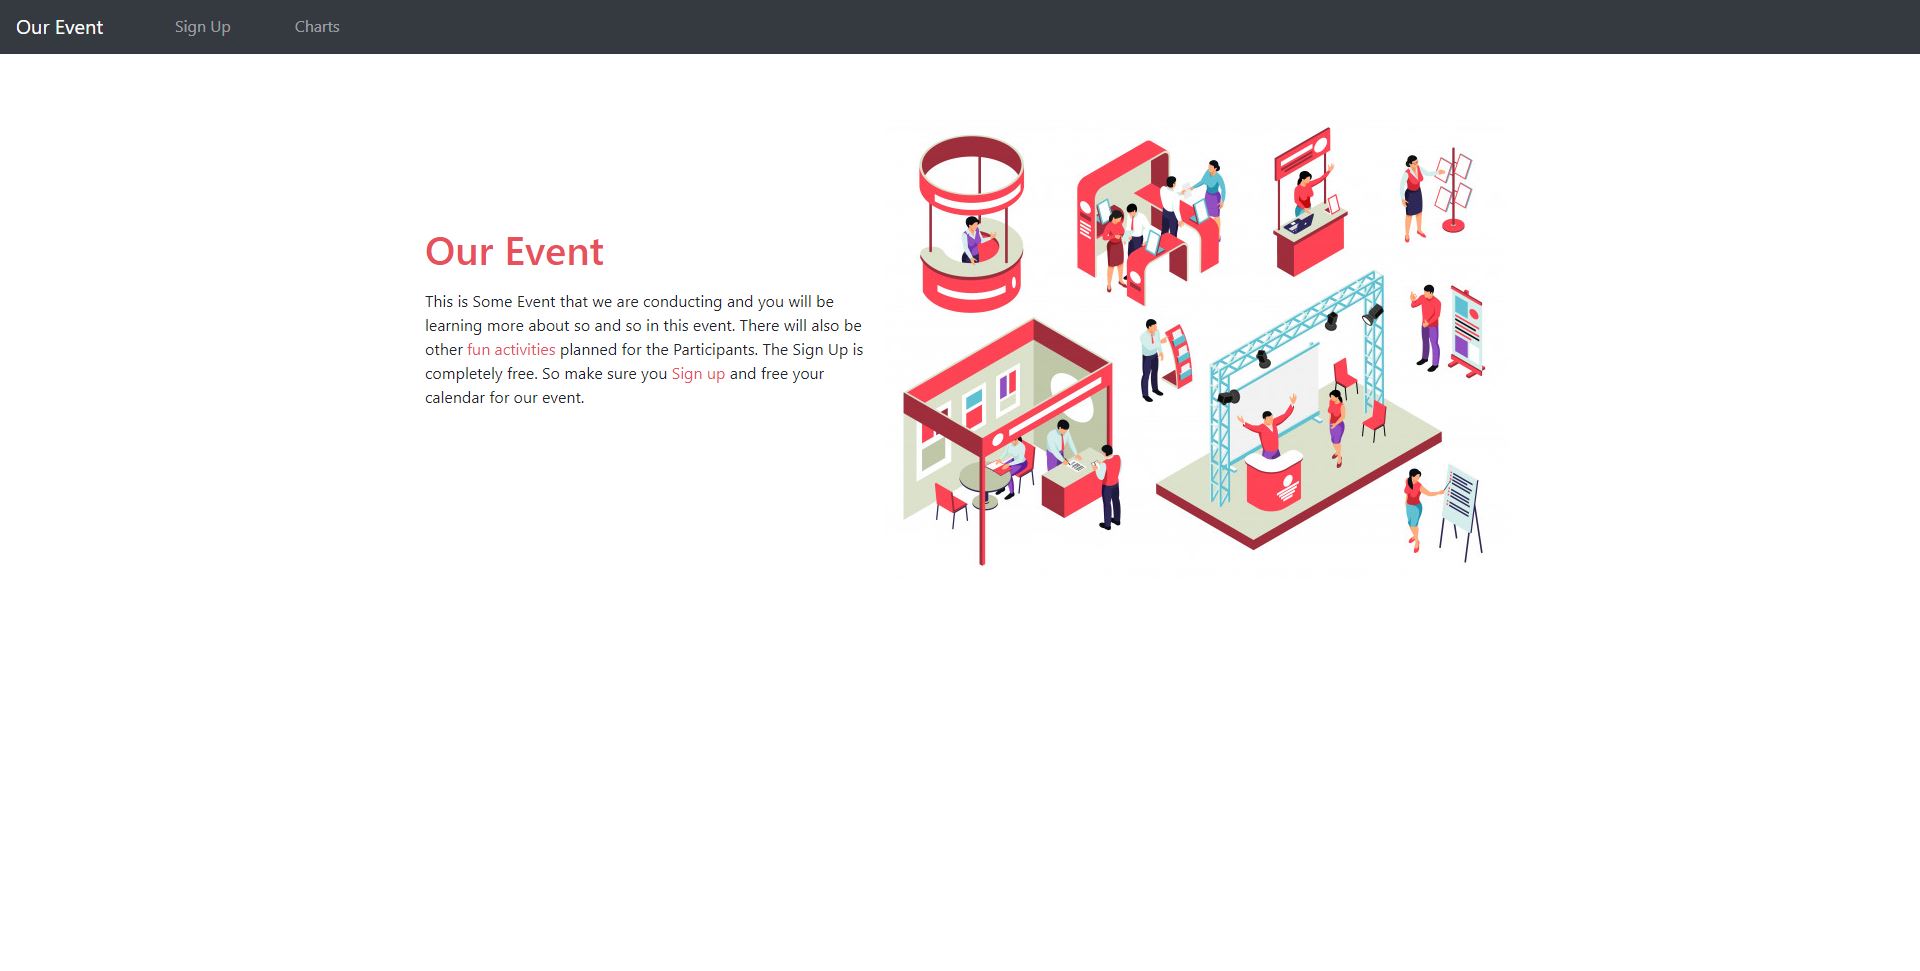 Our Event Sign Up Charts
Our Event
This is Some Event that we are conducting and you will be
learning more about so and so in this event. There will also be
other fun activities planned for the Participants. The Sign Up is
completely free. So make sure you Sign up and free your
calendar for our event.